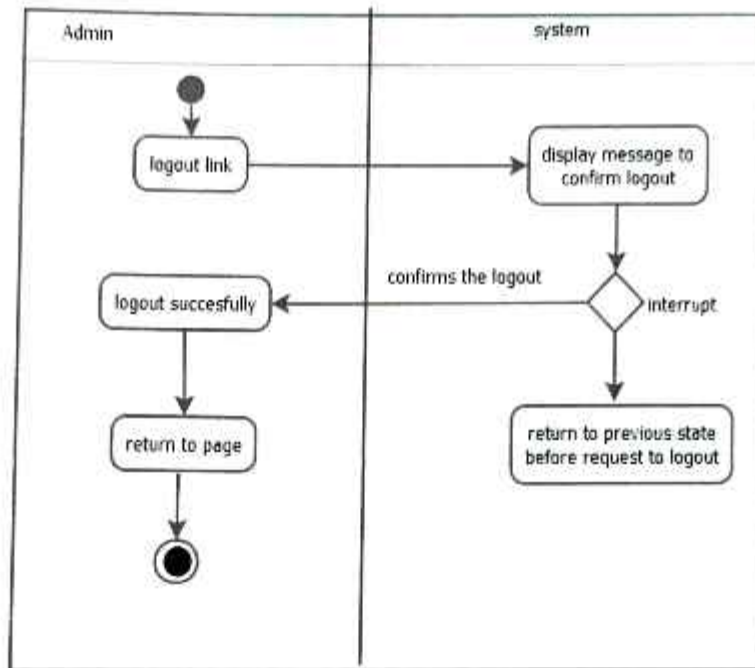 Admin
system
logout link
display message to
confirm logout
confirms the logout
logout succesfully
interrupt
return to page
return to previous state
before request to logout